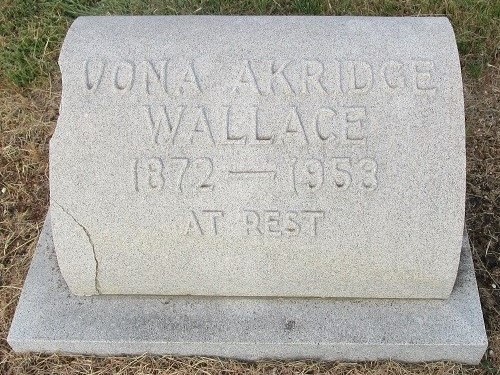 VONA AKRIDGE
WALLACE
1872 — 1953
AT REST